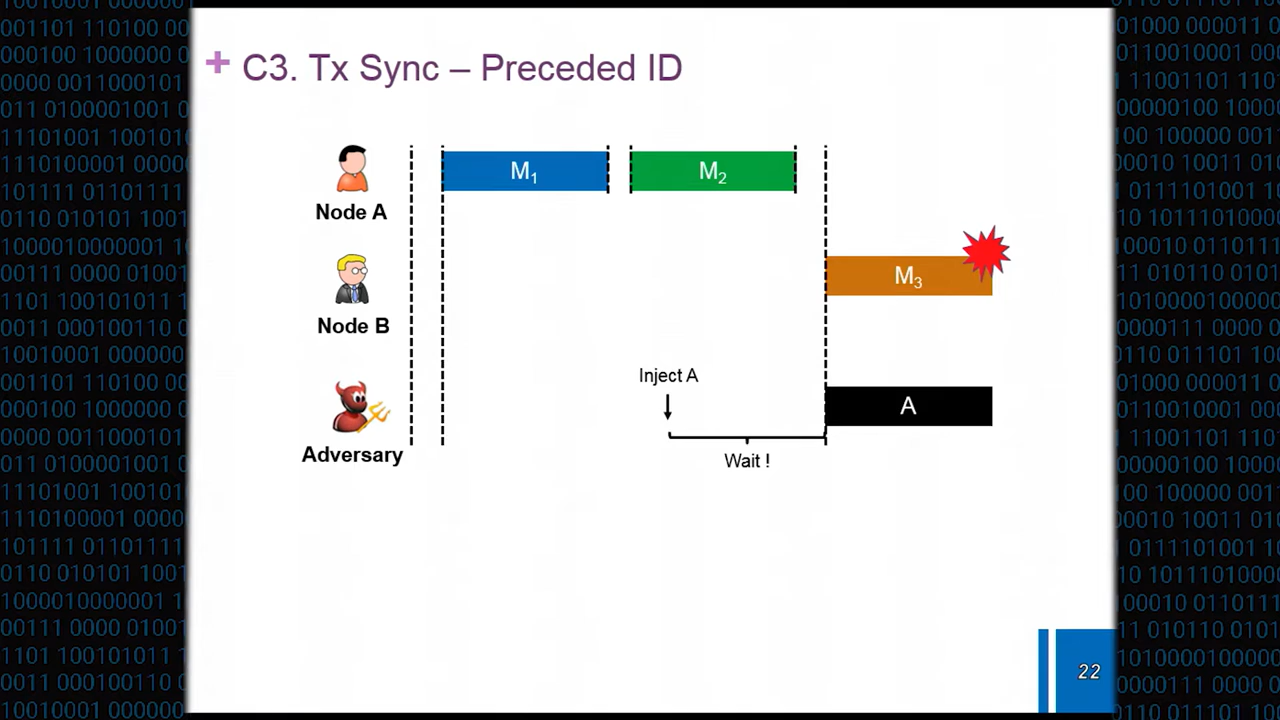 + C3. Tx Sync – Preceded ID
M1
M2
Node A
M3
Node B
Inject A
A
Adversary
Wait !
22